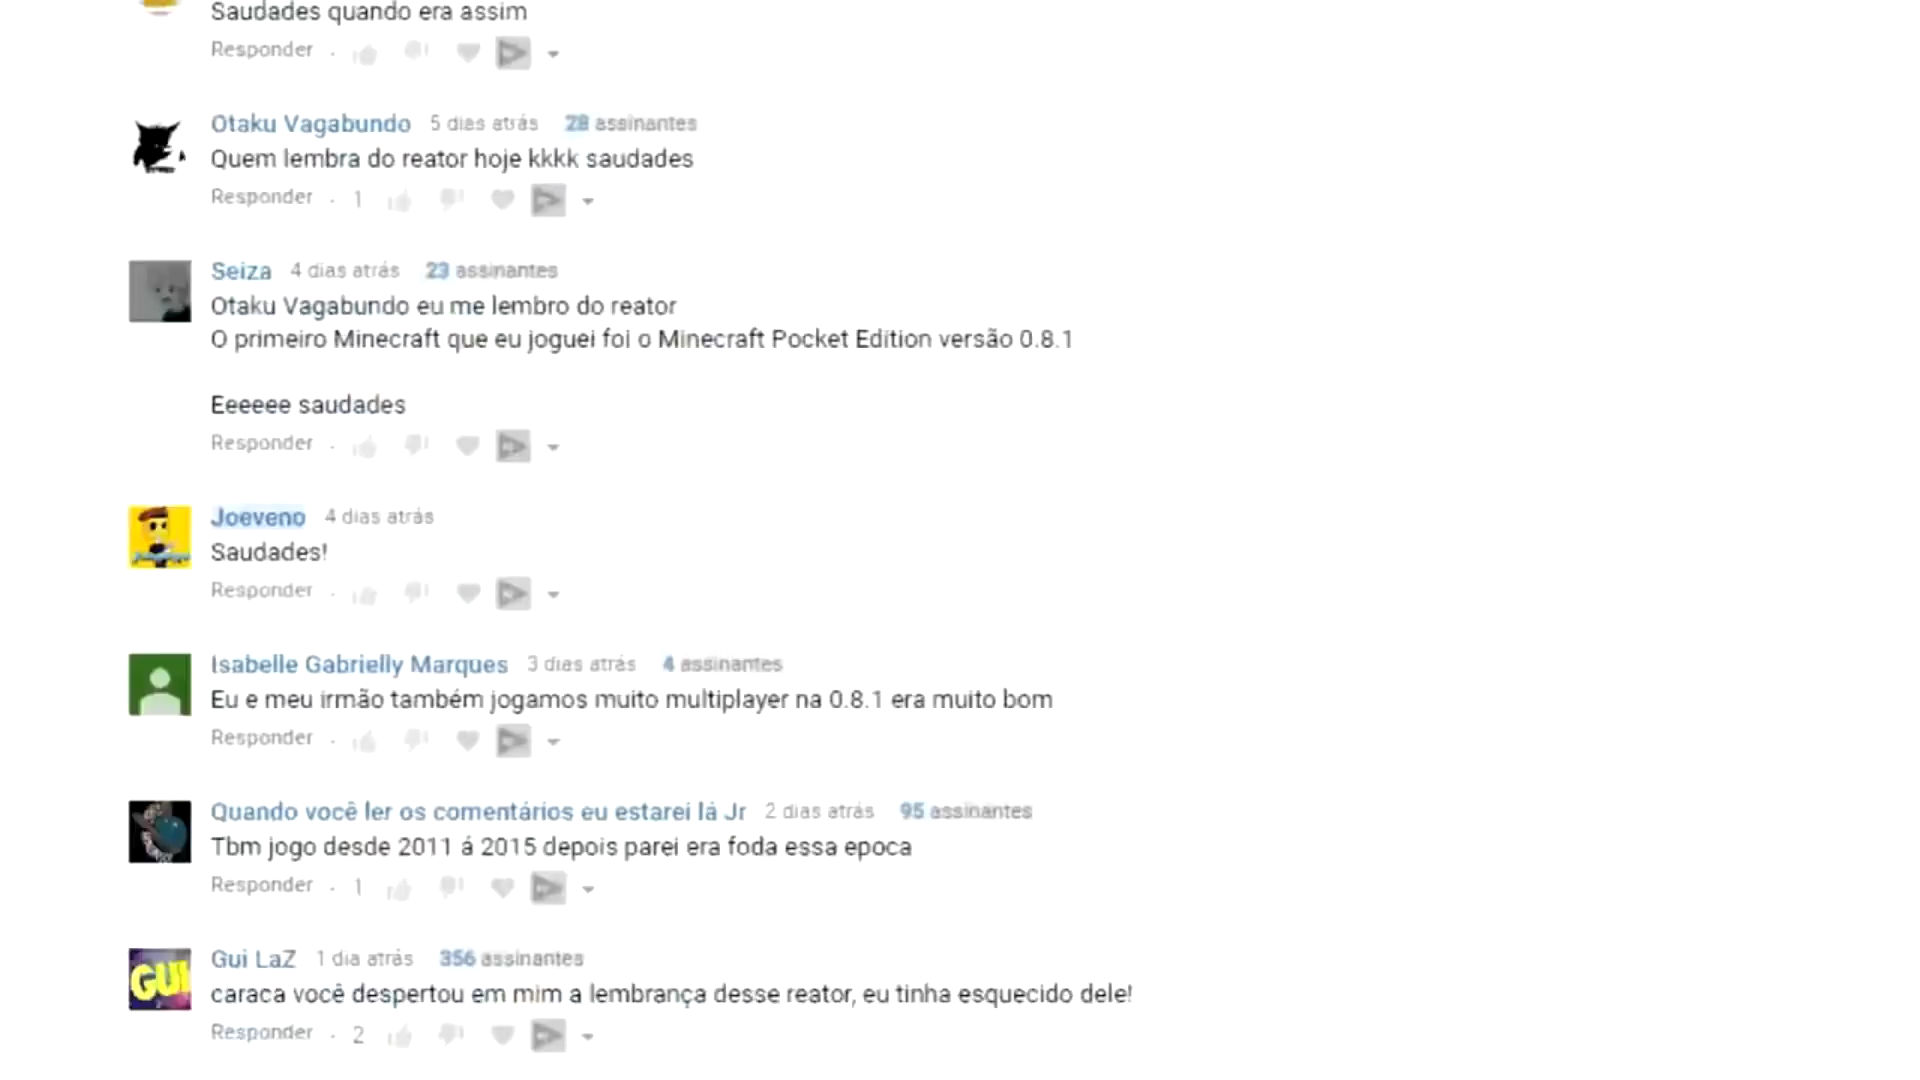 Saudades quando era assim
Responder .
Otaku Vagabundo 5 dias atrás 28 assinantes
Quem lembra do reator hoje kkkk saudades
Responder . 1
Seiza 4 dias atrás 23 assinantes
Otaku Vagabundo eu me lembro do reator
O primeiro Minecraft que eu joguei foi o Minecraft Pocket Edition versão 0.8.1
Eeeeee saudades
Responder .
Joeveno 4 dias atrás
Saudades!
Responder .
Isabelle Gabrielly Marques 3 dias atrás 4 assinantes
Eu e meu irmão também jogamos muito multiplayer na 0.8.1 era muito bom
Responder .
Quando você ler os comentários eu estarei lá Jr 2 dias atrás 95 assinantes
Tbm jogo desde 2011 á 2015 depois parei era foda essa epoca
Responder . 1
GUI
Gui LaZ 1 dia atrás 356 assinantes
caraca você despertou em mim a lembrança desse reator, eu tinha esquecido dele!
Responder . 2